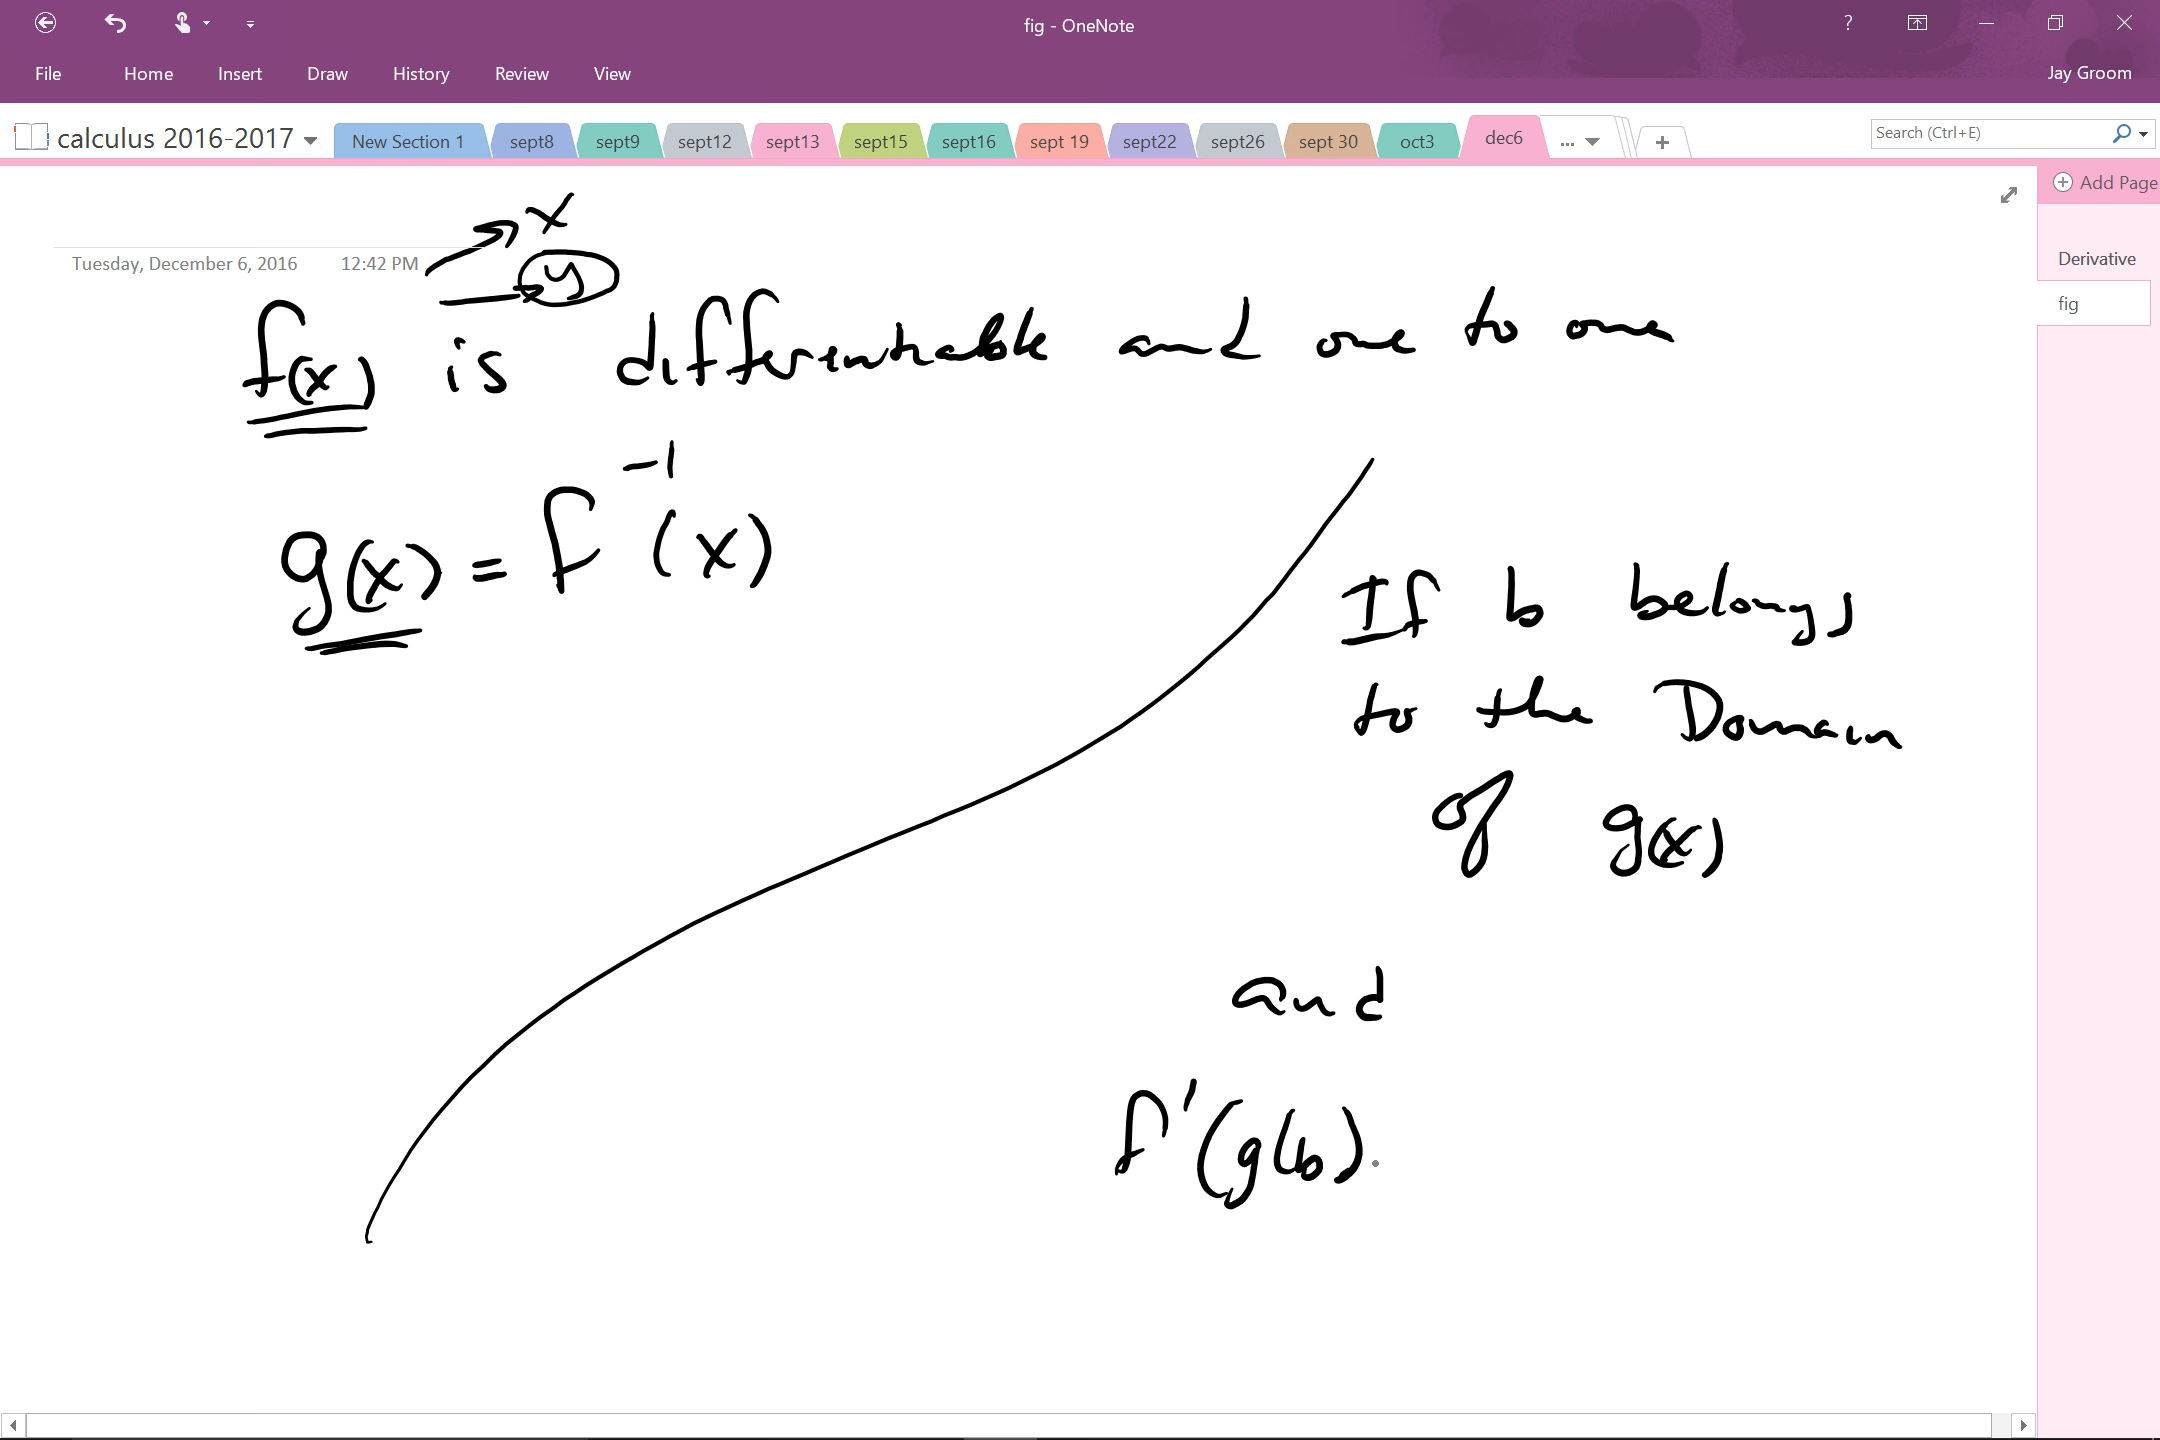 fig - OneNote
?
File Home Insert Draw History Review View
Jay Groom
calculus 2016-2017 New Section 1 sept8 sept9 sept12 sept13 sept15 sept16 sept 19 sept22 sept26 sept 30 oct3 dec6 ... +
Search (Ctrl+E)
Add Page
Derivative
fig
x
Tuesday, December 6, 2016 12:42 PM
y
f(x) is differentiable and one to one
g(x) = f⁻¹(x)
If b belongs
to the Domain
of g(x)
and
f'(g(b).